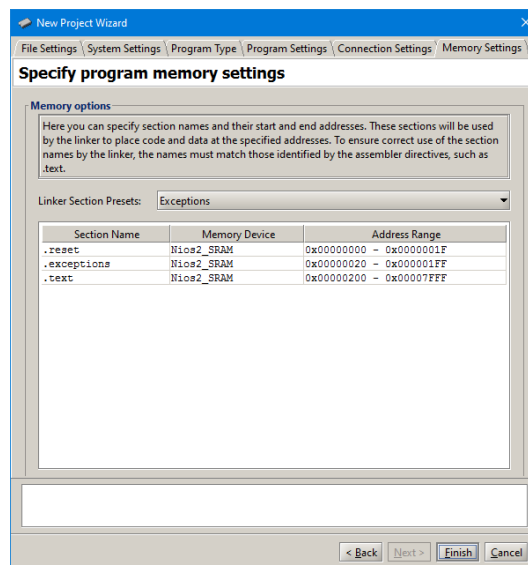 New Project Wizard
File Settings \ System Settings \ Program Type \ Program Settings \ Connection Settings \ Memory Settings \
Specify program memory settings
Memory options
Here you can specify section names and their start and end addresses. These sections will be used
by the linker to place code and data at the specified addresses. To ensure correct use of the section
names by the linker, the names must match those identified by the assembler directives, such as
.text.
Linker Section Presets: Exceptions
Section Name Memory Device Address Range
.reset Nios2_SRAM 0x00000000 - 0x0000001F
.exceptions Nios2_SRAM 0x00000020 - 0x000001FF
.text Nios2_SRAM 0x00000200 - 0x00007FFF
< Back Next > Finish Cancel